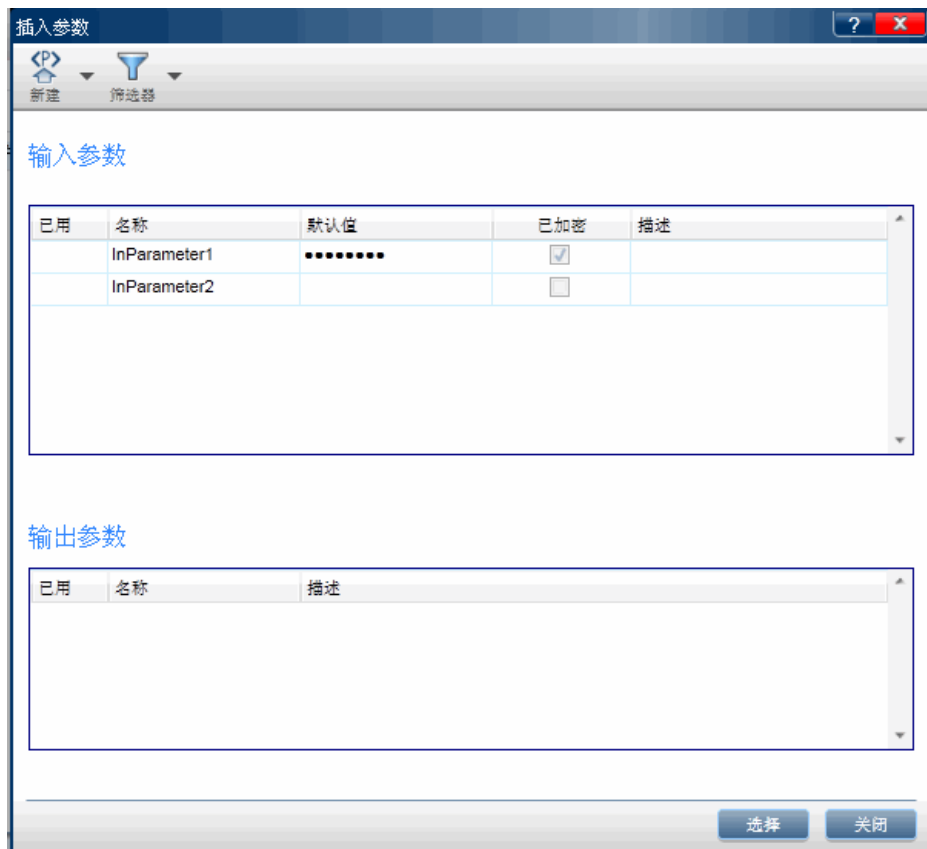 插入参数
?
X
<P>
新建
筛选器
输入参数
已用 名称 默认值 已加密 描述
InParameter1 ●●●●●●●●
InParameter2
输出参数
已用 名称 描述
选择 关闭